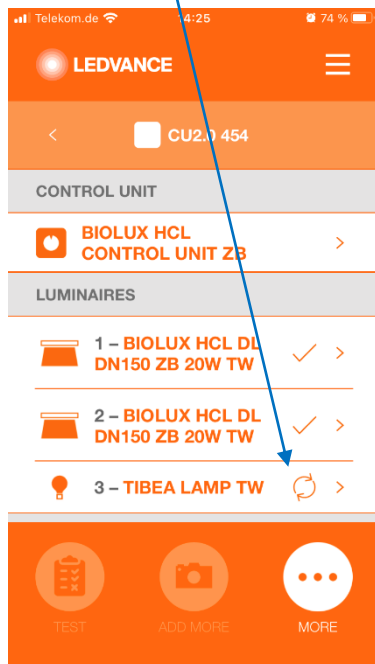 Telekom.de 14:25 74 %
LEDVANCE
CU2.0 454
CONTROL UNIT
BIOLUX HCL
CONTROL UNIT ZB
LUMINAIRES
1 – BIOLUX HCL DL
DN150 ZB 20W TW
2 – BIOLUX HCL DL
DN150 ZB 20W TW
3 – TIBEA LAMP TW
TEST ADD MORE MORE